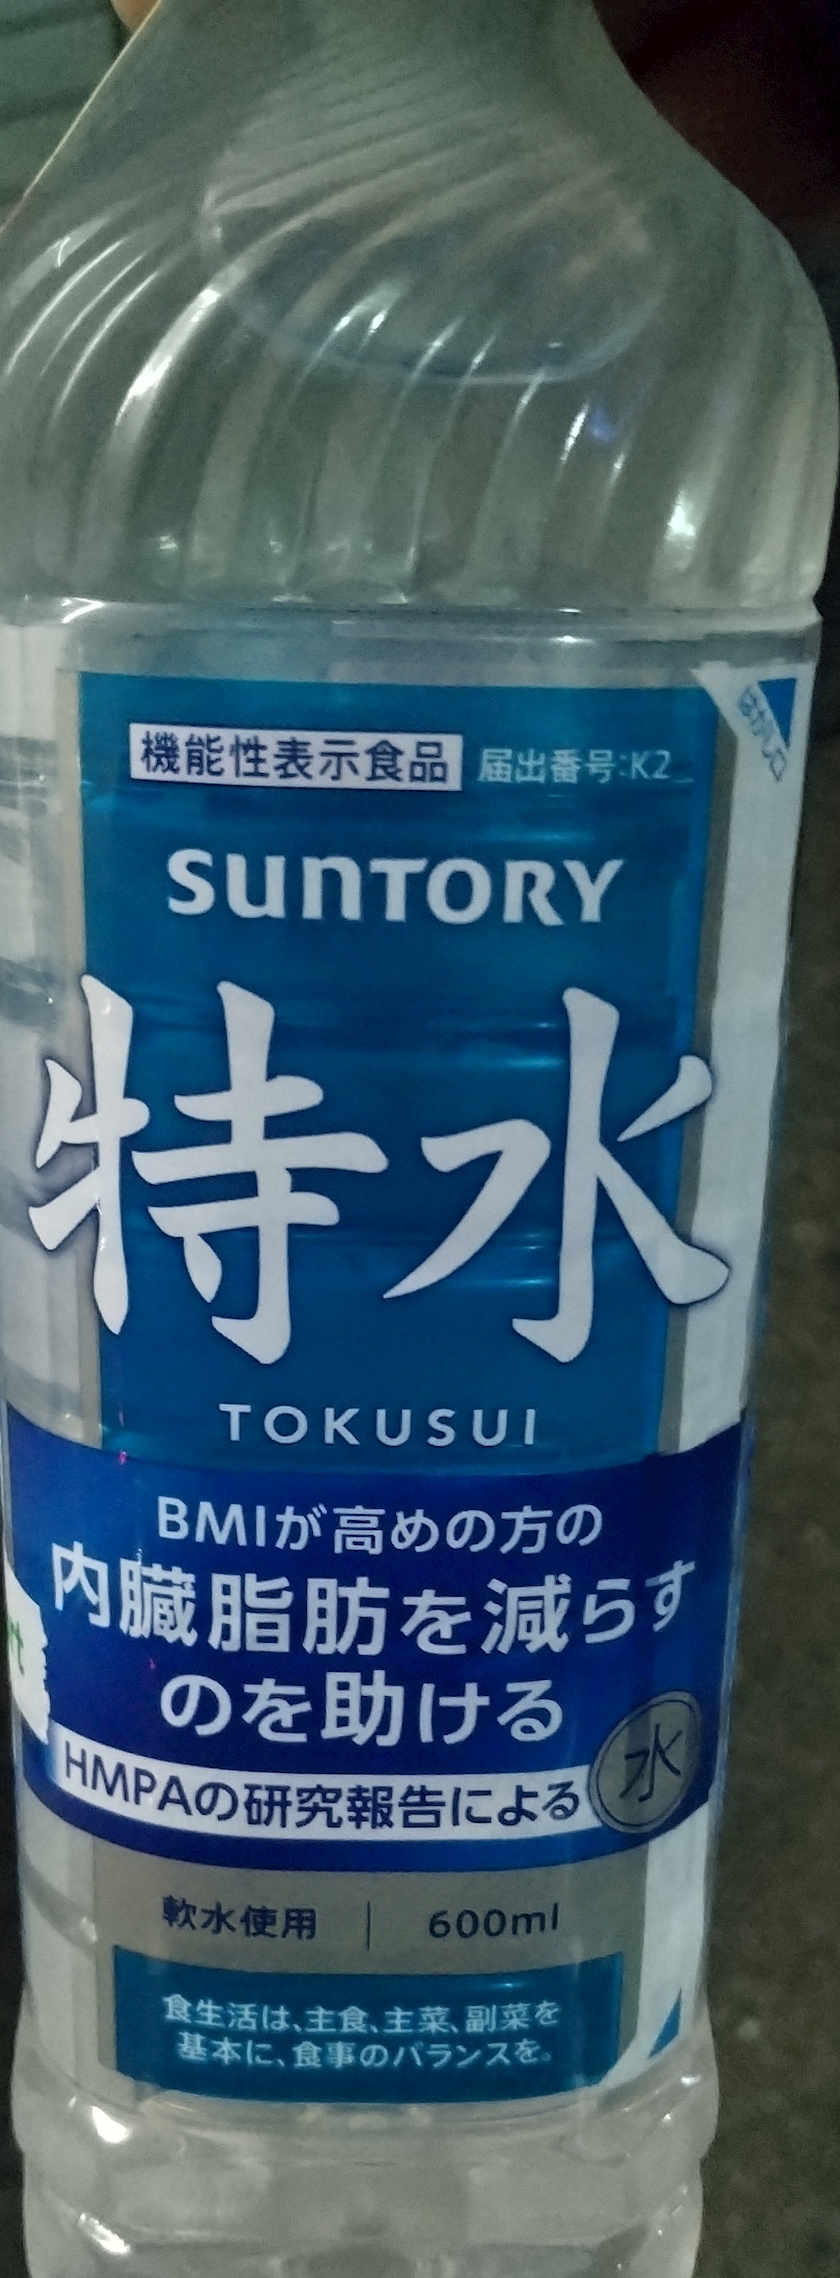 機能性表示食品 届出番号:K2
はがし口
SUNTORY
特水
TOKUSUI
BMIが高めの方の
内臓脂肪を減らす
のを助ける
HMPAの研究報告による
水
軟水使用 | 600ml
食生活は、主食、主菜、副菜を
基本に、食事のバランスを。